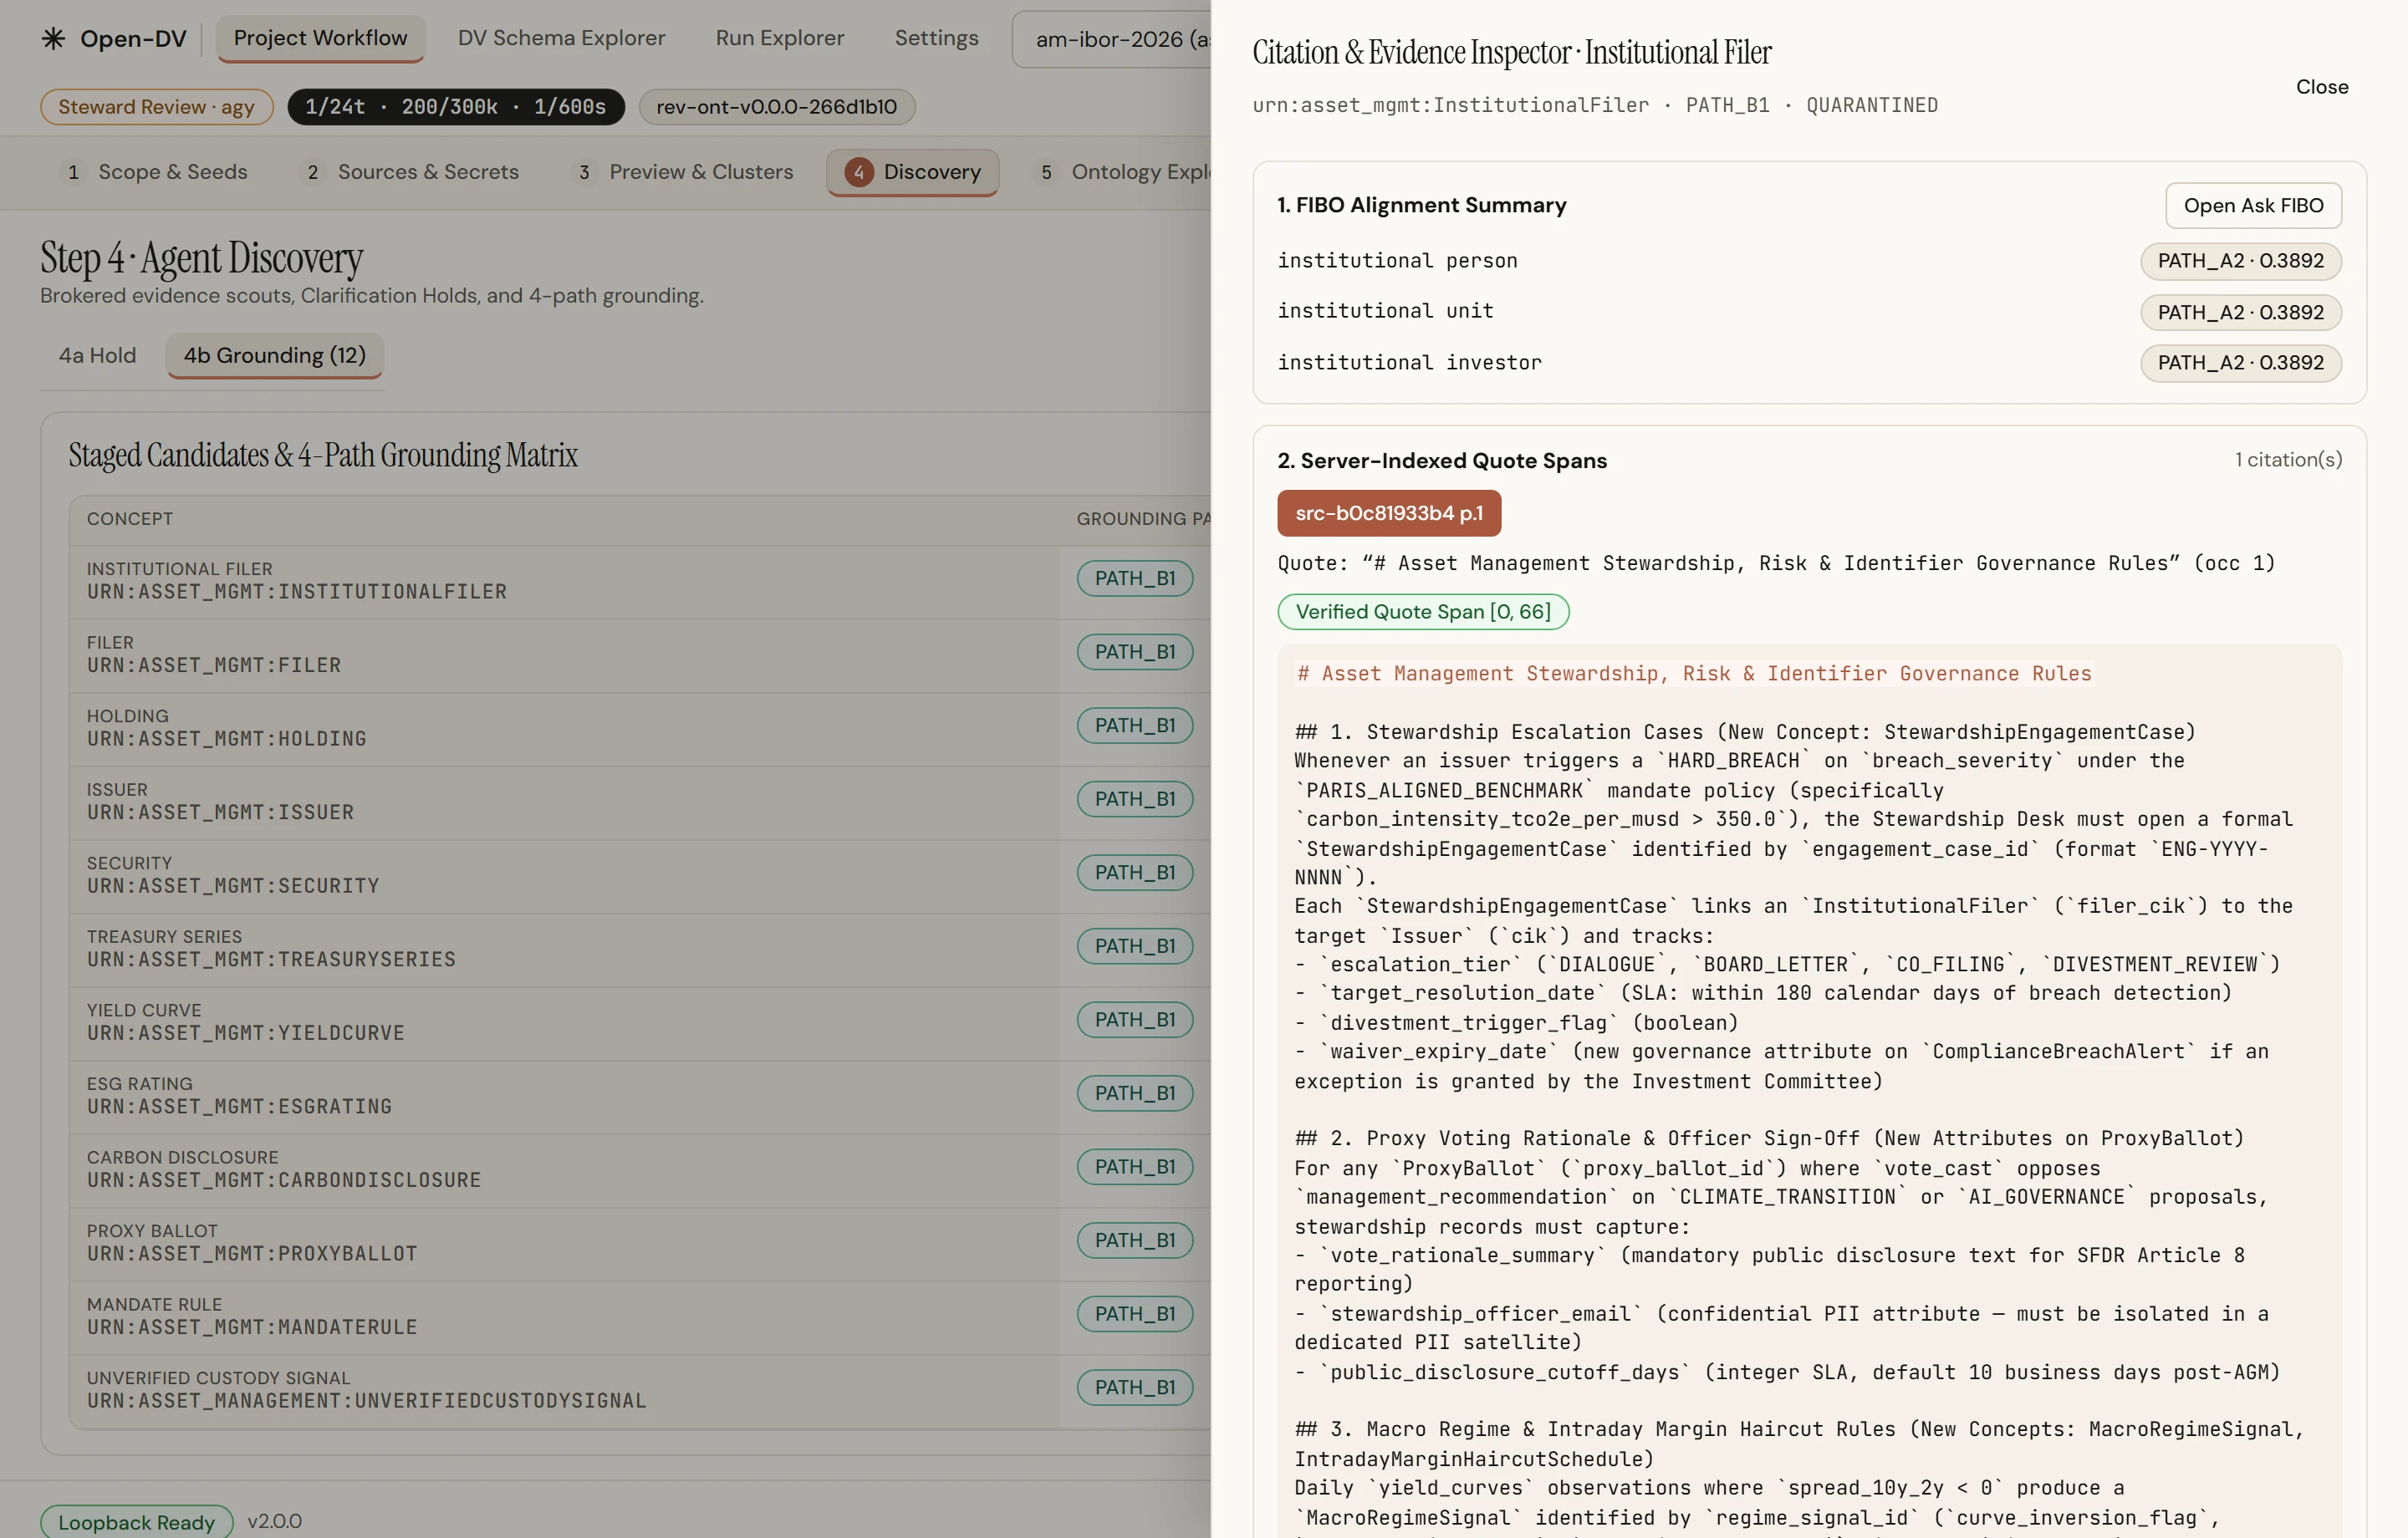 Open-DV
Project Workflow
DV Schema Explorer
Run Explorer
Settings
am-ibor-2026
Steward Review · agy
1/24t · 200/300k · 1/600s
rev-ont-v0.0.0-266d1b10
1 Scope & Seeds
2 Sources & Secrets
3 Preview & Clusters
4 Discovery
5 Ontology
Step 4 · Agent Discovery
Brokered evidence scouts, Clarification Holds, and 4-path grounding.
4a Hold
4b Grounding (12)
Staged Candidates & 4-Path Grounding Matrix
CONCEPT
GROUNDING
INSTITUTIONAL FILER
URN:ASSET_MGMT:INSTITUTIONALFILER
PATH_B1
FILER
URN:ASSET_MGMT:FILER
PATH_B1
HOLDING
URN:ASSET_MGMT:HOLDING
PATH_B1
ISSUER
URN:ASSET_MGMT:ISSUER
PATH_B1
SECURITY
URN:ASSET_MGMT:SECURITY
PATH_B1
TREASURY SERIES
URN:ASSET_MGMT:TREASURYSERIES
PATH_B1
YIELD CURVE
URN:ASSET_MGMT:YIELDCURVE
PATH_B1
ESG RATING
URN:ASSET_MGMT:ESGRATING
PATH_B1
CARBON DISCLOSURE
URN:ASSET_MGMT:CARBONDISCLOSURE
PATH_B1
PROXY BALLOT
URN:ASSET_MGMT:PROXYBALLOT
PATH_B1
MANDATE RULE
URN:ASSET_MGMT:MANDATERULE
PATH_B1
UNVERIFIED CUSTODY SIGNAL
URN:ASSET_MANAGEMENT:UNVERIFIEDCUSTODYSIGNAL
PATH_B1
Loopback Ready
v2.0.0
Citation & Evidence Inspector · Institutional Filer
urn:asset_mgmt:InstitutionalFiler · PATH_B1 · QUARANTINED
Close
1. FIBO Alignment Summary
Open Ask FIBO
institutional person
PATH_A2 · 0.3892
institutional unit
PATH_A2 · 0.3892
institutional investor
PATH_A2 · 0.3892
2. Server-Indexed Quote Spans
1 citation(s)
src-b0c81933b4 p.1
Quote: “# Asset Management Stewardship, Risk & Identifier Governance Rules” (occ 1)
Verified Quote Span [0, 66]
# Asset Management Stewardship, Risk & Identifier Governance Rules
## 1. Stewardship Escalation Cases (New Concept: StewardshipEngagementCase)
Whenever an issuer triggers a `HARD_BREACH` on `breach_severity` under the
`PARIS_ALIGNED_BENCHMARK` mandate policy (specifically
`carbon_intensity_tco2e_per_musd > 350.0`), the Stewardship Desk must open a formal
`StewardshipEngagementCase` identified by `engagement_case_id` (format `ENG-YYYY-
NNNN`).
Each `StewardshipEngagementCase` links an `InstitutionalFiler` (`filer_cik`) to the
target `Issuer` (`cik`) and tracks:
- `escalation_tier` (`DIALOGUE`, `BOARD_LETTER`, `CO_FILING`, `DIVESTMENT_REVIEW`)
- `target_resolution_date` (SLA: within 180 calendar days of breach detection)
- `divestment_trigger_flag` (boolean)
- `waiver_expiry_date` (new governance attribute on `ComplianceBreachAlert` if an
exception is granted by the Investment Committee)
## 2. Proxy Voting Rationale & Officer Sign-Off (New Attributes on ProxyBallot)
For any `ProxyBallot` (`proxy_ballot_id`) where `vote_cast` opposes
`management_recommendation` on `CLIMATE_TRANSITION` or `AI_GOVERNANCE` proposals,
stewardship records must capture:
- `vote_rationale_summary` (mandatory public disclosure text for SFDR Article 8
reporting)
- `stewardship_officer_email` (confidential PII attribute — must be isolated in a
dedicated PII satellite)
- `public_disclosure_cutoff_days` (integer SLA, default 10 business days post-AGM)
## 3. Macro Regime & Intraday Margin Haircut Rules (New Concepts: MacroRegimeSignal,
IntradayMarginHaircutSchedule)
Daily `yield_curves` observations where `spread_10y_2y < 0` produce a
`MacroRegimeSignal` identified by `regime_signal_id` (`curve_inversion_flag`,